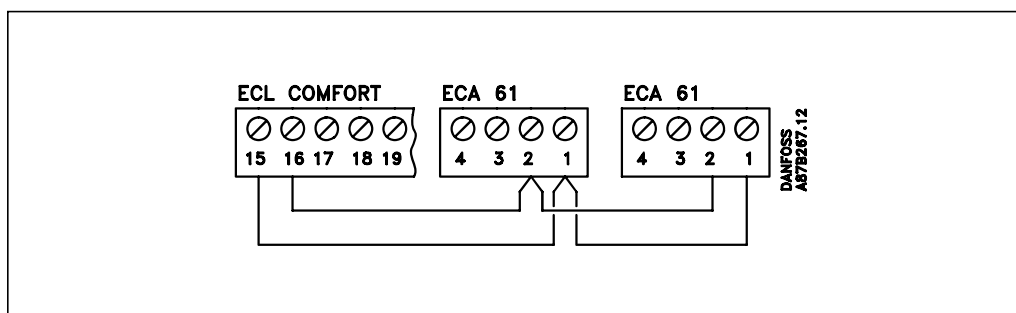 ECL COMFORT
15 16 17 18 19
ECA 61
4 3 2 1
ECA 61
4 3 2 1
DANFOSS
A87B267.12